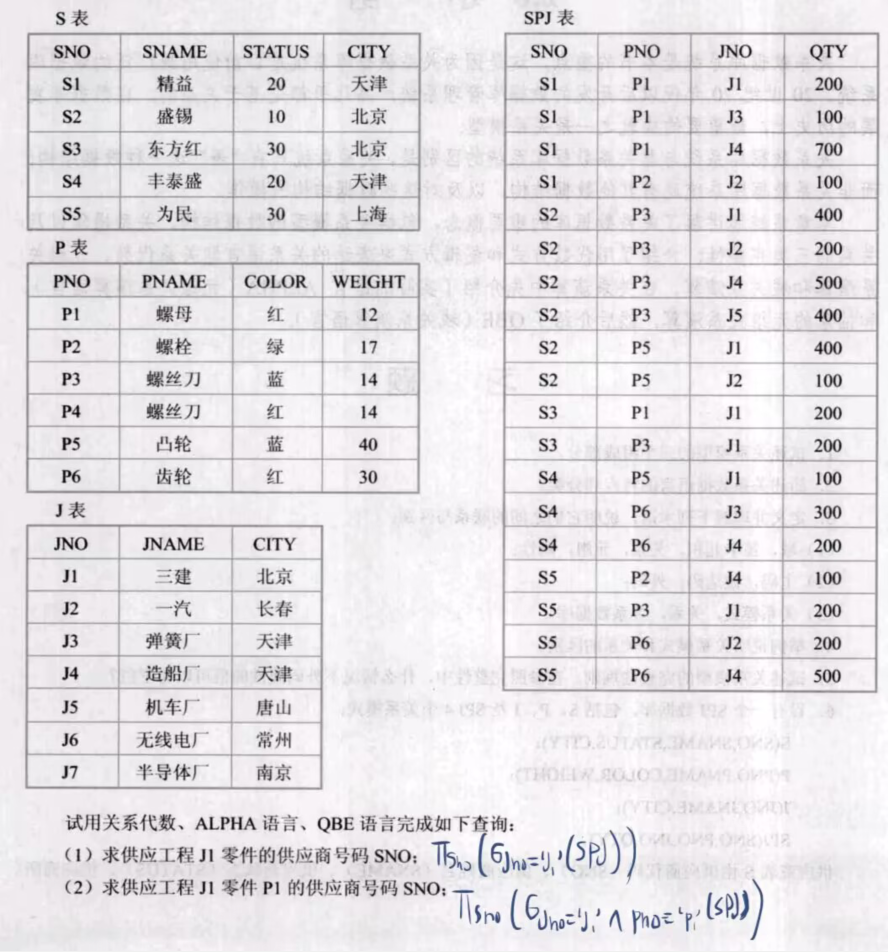 S 表
SNO SNAME STATUS CITY
S1 精益 20 天津
S2 盛锡 10 北京
S3 东方红 30 北京
S4 丰泰盛 20 天津
S5 为民 30 上海
P 表
PNO PNAME COLOR WEIGHT
P1 螺母 红 12
P2 螺栓 绿 17
P3 螺丝刀 蓝 14
P4 螺丝刀 红 14
P5 凸轮 蓝 40
P6 齿轮 红 30
J 表
JNO JNAME CITY
J1 三建 北京
J2 一汽 长春
J3 弹簧厂 天津
J4 造船厂 天津
J5 机车厂 唐山
J6 无线电厂 常州
J7 半导体厂 南京
SPJ 表
SNO PNO JNO QTY
S1 P1 J1 200
S1 P1 J3 100
S1 P1 J4 700
S1 P2 J2 100
S2 P3 J1 400
S2 P3 J2 200
S2 P3 J4 500
S2 P3 J5 400
S2 P5 J1 400
S2 P5 J2 100
S3 P1 J1 200
S3 P3 J1 200
S4 P5 J1 100
S4 P6 J3 300
S4 P6 J4 200
S5 P2 J4 100
S5 P3 J1 200
S5 P6 J2 200
S5 P6 J4 500
试用关系代数、ALPHA 语言、QBE 语言完成如下查询：
（1）求供应工程 J1 零件的供应商号码 SNO； πSno(σJno='J1'(SPJ))
（2）求供应工程 J1 零件 P1 的供应商号码 SNO； πSno(σJno='J1' ∧ pno='P1'(SPJ))